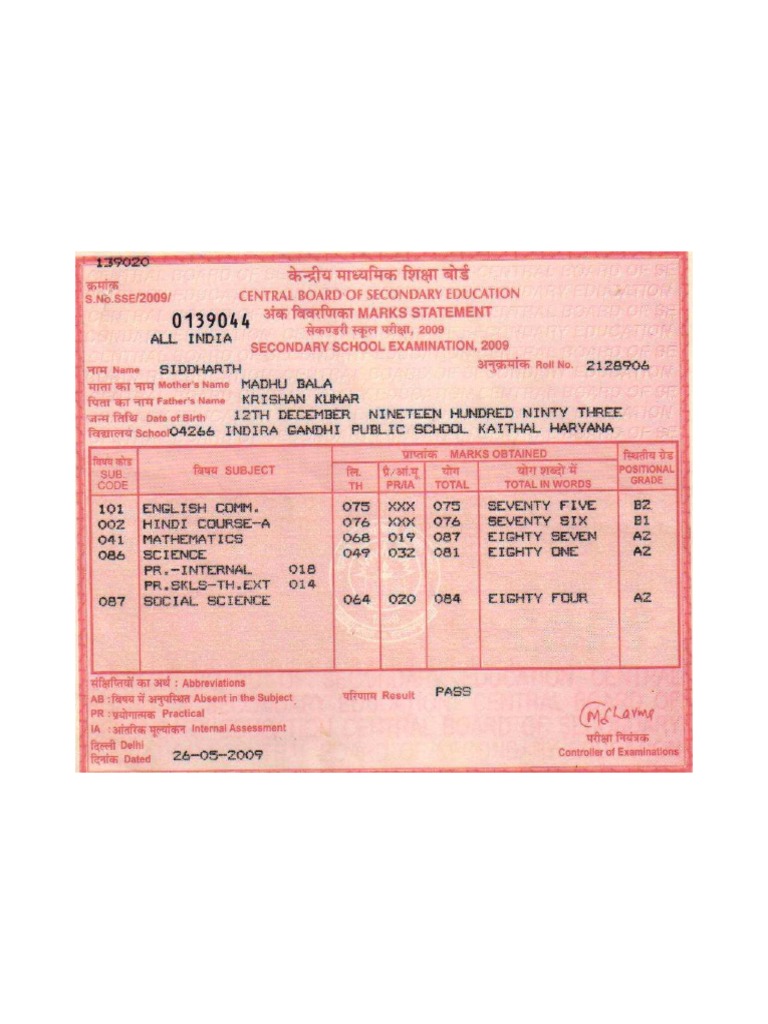 139020
केन्द्रीय माध्यमिक शिक्षा बोर्ड
क्रमांक
S.No.SSE/2009/ CENTRAL BOARD OF SECONDARY EDUCATION
0139044 अंक विवरणिका MARKS STATEMENT
ALL INDIA सेकण्डरी स्कूल परीक्षा, 2009
SECONDARY SCHOOL EXAMINATION, 2009
नाम Name SIDDHARTH अनुक्रमांक Roll No. 2128906
माता का नाम Mother's Name MADHU BALA
पिता का नाम Father's Name KRISHAN KUMAR
जन्म तिथि Date of Birth 12TH DECEMBER NINETEEN HUNDRED NINTY THREE
विद्यालय School 04266 INDIRA GANDHI PUBLIC SCHOOL KAITHAL HARYANA
विषय कोड SUB. CODE विषय SUBJECT प्राप्तांक MARKS OBTAINED स्थितीय ग्रेड POSITIONAL GRADE
लि. TH प्रै./आं.मू. PR/IA योग TOTAL योग शब्दो में TOTAL IN WORDS
101 ENGLISH COMM. 075 XXX 075 SEVENTY FIVE B2
002 HINDI COURSE-A 076 XXX 076 SEVENTY SIX B1
041 MATHEMATICS 068 019 087 EIGHTY SEVEN A2
086 SCIENCE 049 032 081 EIGHTY ONE A2
PR.-INTERNAL 018
PR.SKLS-TH.EXT 014
087 SOCIAL SCIENCE 064 020 084 EIGHTY FOUR A2
संक्षिप्तियों का अर्थ : Abbreviations
AB : विषय में अनुपस्थित Absent in the Subject परिणाम Result PASS
PR : प्रयोगात्मक Practical
IA : आंतरिक मूल्यांकन Internal Assessment
दिल्ली Delhi परीक्षा नियंत्रक
दिनांक Dated 26-05-2009 Controller of Examinations